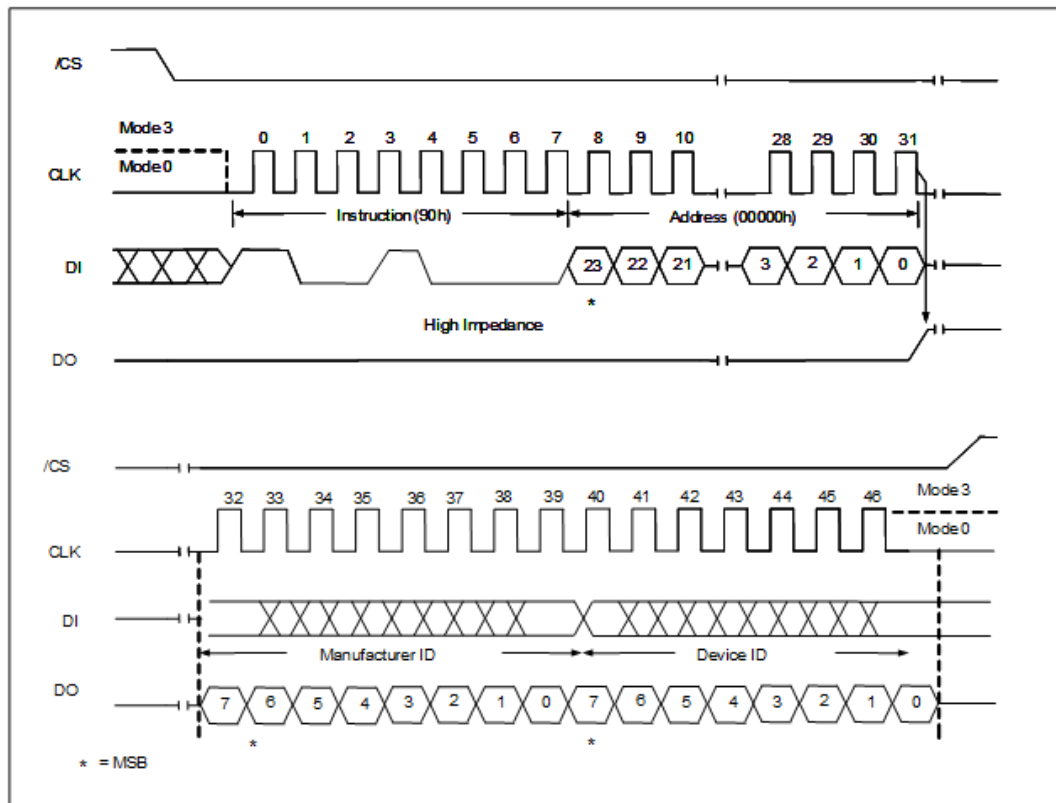 /CS
Mode 3
Mode 0
CLK
0 1 2 3 4 5 6 7 8 9 10 28 29 30 31
Instruction (90h)
Address (00000h)
DI
23 22 21 3 2 1 0
*
High Impedance
DO
/CS
32 33 34 35 36 37 38 39 40 41 42 43 44 45 46
Mode 3
Mode 0
CLK
DI
Manufacturer ID
Device ID
DO
7 6 5 4 3 2 1 0 7 6 5 4 3 2 1 0
* *
* = MSB